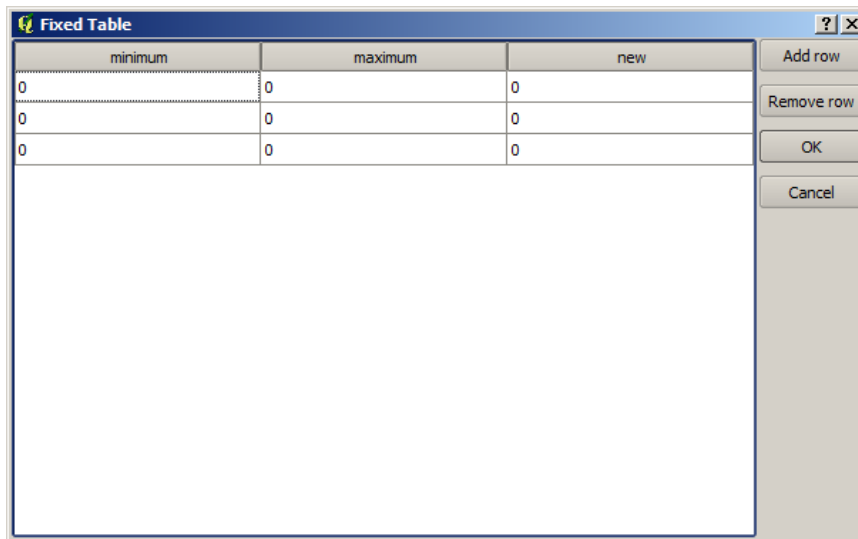 Fixed Table
minimum maximum new
0 0 0
0 0 0
0 0 0
Add row
Remove row
OK
Cancel